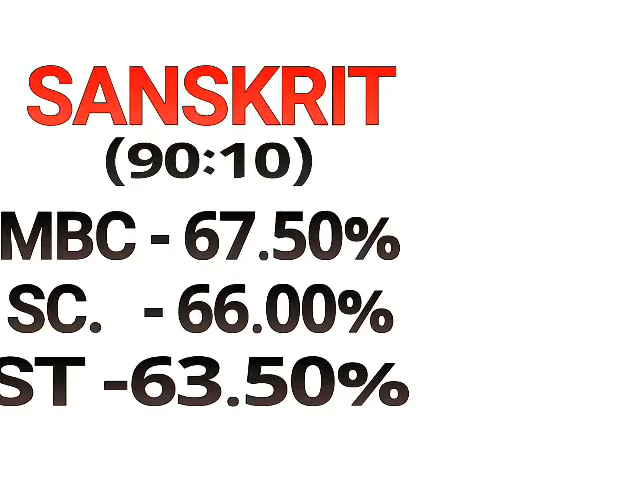 SANSKRIT
(90:10)
MBC - 67.50%
SC. - 66.00%
ST -63.50%